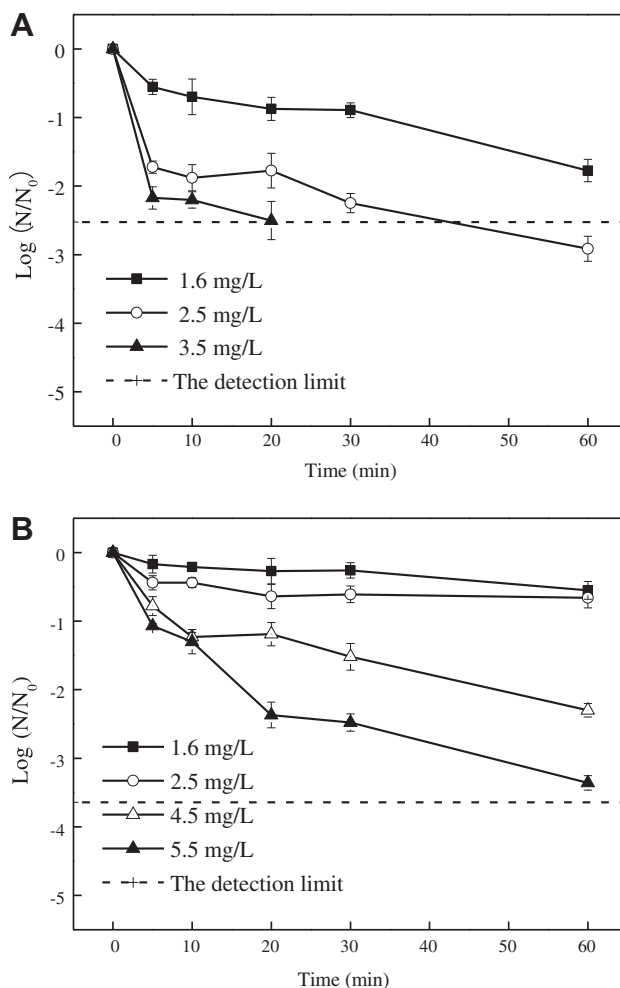 A
0
-1
-2
-3
-4
-5
Log (N/N0)
1.6 mg/L
2.5 mg/L
3.5 mg/L
The detection limit
0 10 20 30 40 50 60
Time (min)
B
0
-1
-2
-3
-4
-5
Log (N/N0)
1.6 mg/L
2.5 mg/L
4.5 mg/L
5.5 mg/L
The detection limit
0 10 20 30 40 50 60
Time (min)